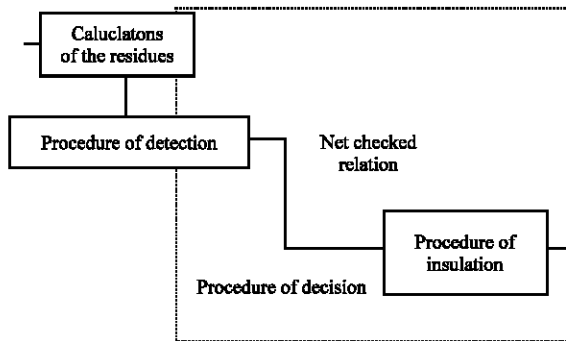 Caluclatons
of the residues
Procedure of detection
Net checked
relation
Procedure of
insulation
Procedure of decision